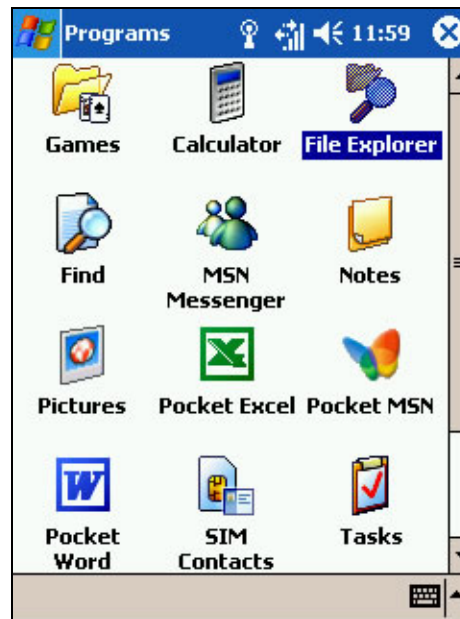 Programs 11:59
Games Calculator File Explorer
Find MSN Messenger Notes
Pictures Pocket Excel Pocket MSN
Pocket Word SIM Contacts Tasks